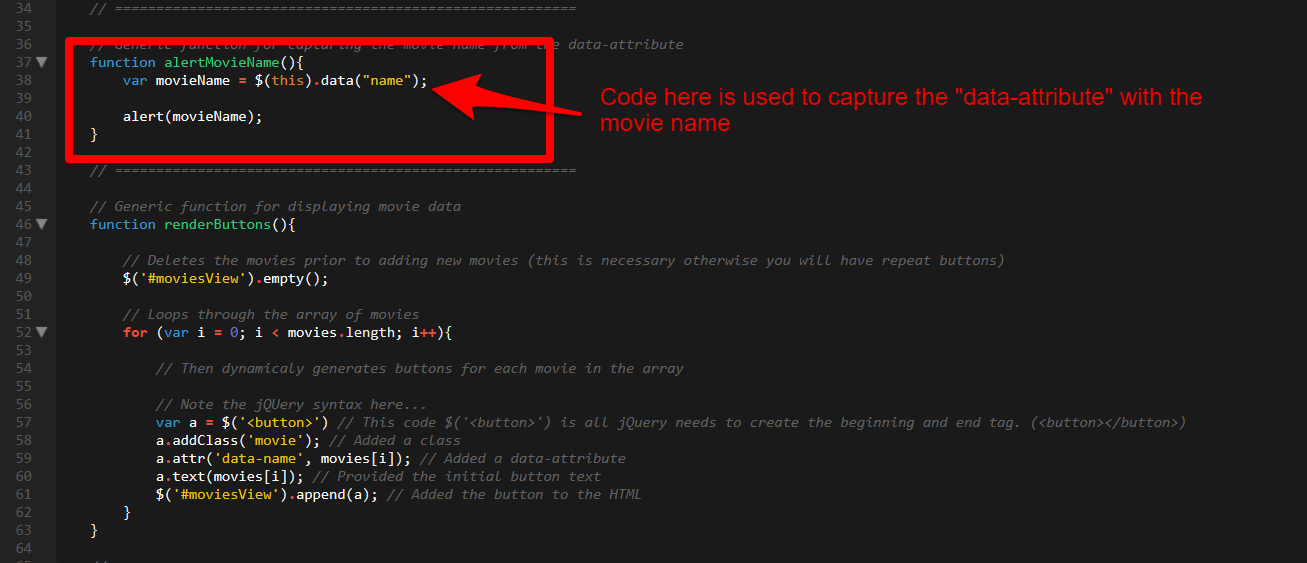 34 // ========================================================
35
36 // Generic function for capturing the movie name from the data-attribute
37 function alertMovieName(){
38 var movieName = $(this).data("name");
39
40 alert(movieName);
41 }
42
43 // ========================================================
44
45 // Generic function for displaying movie data
46 function renderButtons(){
47
48 // Deletes the movies prior to adding new movies (this is necessary otherwise you will have repeat buttons)
49 $('#moviesView').empty();
50
51 // Loops through the array of movies
52 for (var i = 0; i < movies.length; i++){
53
54 // Then dynamicaly generates buttons for each movie in the array
55
56 // Note the jQUery syntax here...
57 var a = $('<button>') // This code $('<button>') is all jQuery needs to create the beginning and end tag. (<button></button>)
58 a.addClass('movie'); // Added a class
59 a.attr('data-name', movies[i]); // Added a data-attribute
60 a.text(movies[i]); // Provided the initial button text
61 $('#moviesView').append(a); // Added the button to the HTML
62 }
63 }
64
Code here is used to capture the "data-attribute" with the
movie name